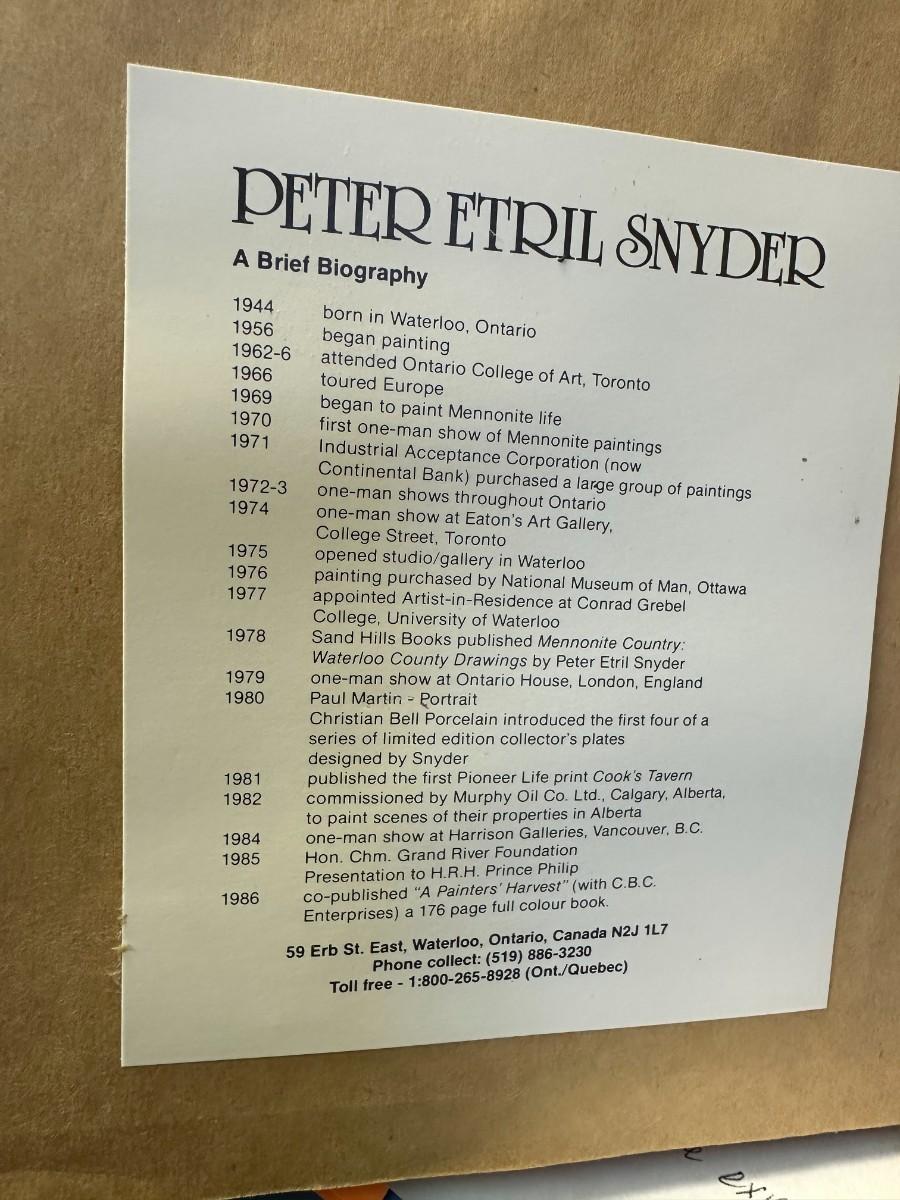 PETER ETRIL SNYDER
A Brief Biography
1944 born in Waterloo, Ontario
1956 began painting
1962-6 attended Ontario College of Art, Toronto
1966 toured Europe
1969 began to paint Mennonite life
1970 first one-man show of Mennonite paintings
1971 Industrial Acceptance Corporation (now
Continental Bank) purchased a large group of paintings
1972-3 one-man shows throughout Ontario
1974 one-man show at Eaton's Art Gallery,
College Street, Toronto
1975 opened studio/gallery in Waterloo
1976 painting purchased by National Museum of Man, Ottawa
1977 appointed Artist-in-Residence at Conrad Grebel
College, University of Waterloo
1978 Sand Hills Books published Mennonite Country:
Waterloo County Drawings by Peter Etril Snyder
1979 one-man show at Ontario House, London, England
1980 Paul Martin - Portrait
Christian Bell Porcelain introduced the first four of a
series of limited edition collector's plates
designed by Snyder
1981 published the first Pioneer Life print Cook's Tavern
1982 commissioned by Murphy Oil Co. Ltd., Calgary, Alberta,
to paint scenes of their properties in Alberta
1984 one-man show at Harrison Galleries, Vancouver, B.C.
1985 Hon. Chm. Grand River Foundation
Presentation to H.R.H. Prince Philip
1986 co-published "A Painters' Harvest" (with C.B.C.
Enterprises) a 176 page full colour book.
59 Erb St. East, Waterloo, Ontario, Canada N2J 1L7
Phone collect: (519) 886-3230
Toll free - 1:800-265-8928 (Ont./Quebec)